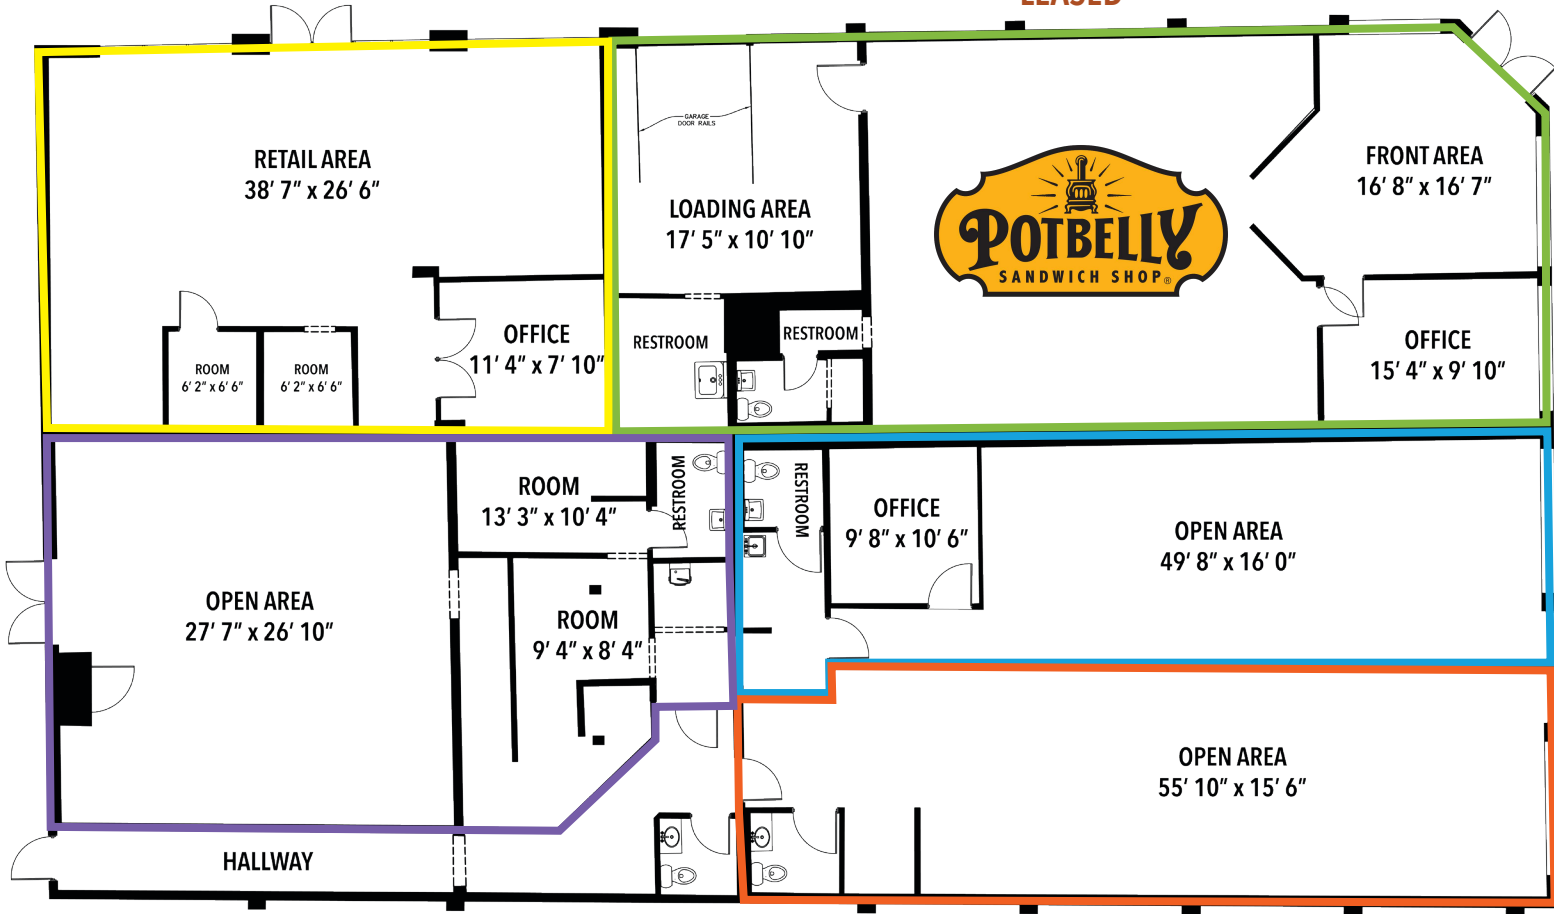 LEASED
RETAIL AREA
38' 7" x 26' 6"
GARAGE
DOOR RAILS
LOADING AREA
17' 5" x 10' 10"
POTBELLY
SANDWICH SHOP®
FRONT AREA
16' 8" x 16' 7"
OFFICE
11' 4" x 7' 10"
RESTROOM
RESTROOM
OFFICE
15' 4" x 9' 10"
ROOM
6' 2" x 6' 6"
ROOM
6' 2" x 6' 6"
ROOM
13' 3" x 10' 4"
RESTROOM
RESTROOM
OFFICE
9' 8" x 10' 6"
OPEN AREA
49' 8" x 16' 0"
OPEN AREA
27' 7" x 26' 10"
ROOM
9' 4" x 8' 4"
OPEN AREA
55' 10" x 15' 6"
HALLWAY